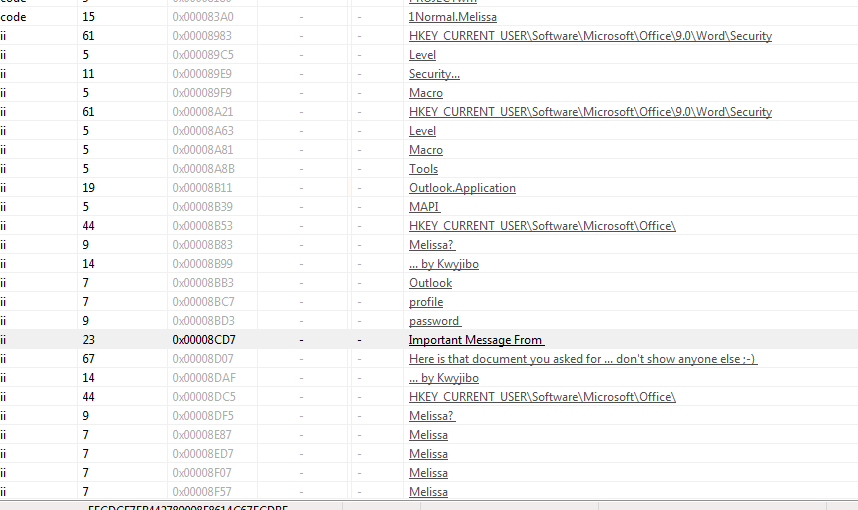 code 15 0x000083A0 - - 1Normal.Melissa
ii 61 0x00008983 - - HKEY_CURRENT_USER\Software\Microsoft\Office\9.0\Word\Security
ii 5 0x000089C5 - - Level
ii 11 0x000089E9 - - Security...
ii 5 0x000089F9 - - Macro
ii 61 0x00008A21 - - HKEY_CURRENT_USER\Software\Microsoft\Office\9.0\Word\Security
ii 5 0x00008A63 - - Level
ii 5 0x00008A81 - - Macro
ii 5 0x00008A8B - - Tools
ii 19 0x00008B11 - - Outlook.Application
ii 5 0x00008B39 - - MAPI
ii 44 0x00008B53 - - HKEY_CURRENT_USER\Software\Microsoft\Office\
ii 9 0x00008B83 - - Melissa?
ii 14 0x00008B99 - - ... by Kwyjibo
ii 7 0x00008BB3 - - Outlook
ii 7 0x00008BC7 - - profile
ii 9 0x00008BD3 - - password
ii 23 0x00008CD7 - - Important Message From
ii 67 0x00008D07 - - Here is that document you asked for ... don't show anyone else ;-)
ii 14 0x00008DAF - - ... by Kwyjibo
ii 44 0x00008DC5 - - HKEY_CURRENT_USER\Software\Microsoft\Office\
ii 9 0x00008DF5 - - Melissa?
ii 7 0x00008E87 - - Melissa
ii 7 0x00008ED7 - - Melissa
ii 7 0x00008F07 - - Melissa
ii 7 0x00008F57 - - Melissa